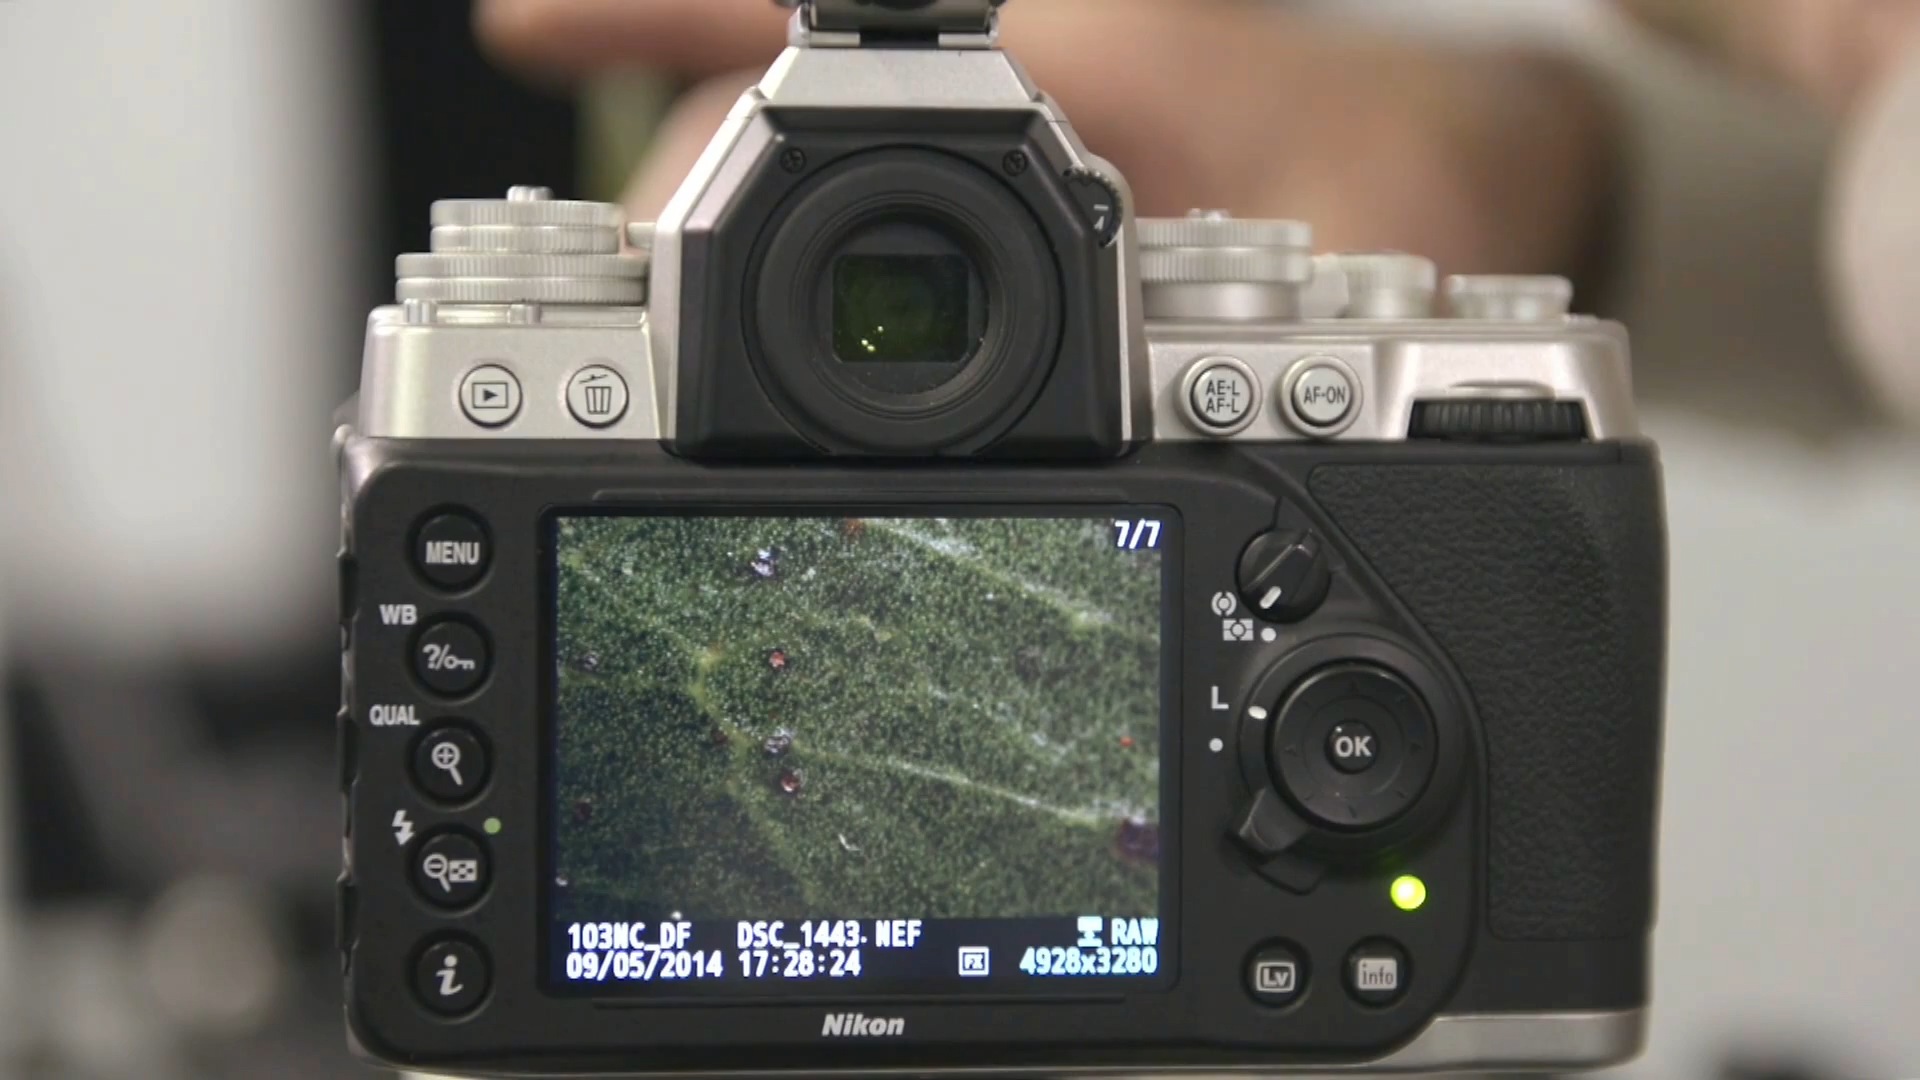 AE-L
AF-L
AF-ON
MENU
WB
?/
QUAL
i
7/7
103NC_DF DSC_1443.NEF RAW
09/05/2014 17:28:24 FX 4928x3280
L
OK
Lv
info
Nikon